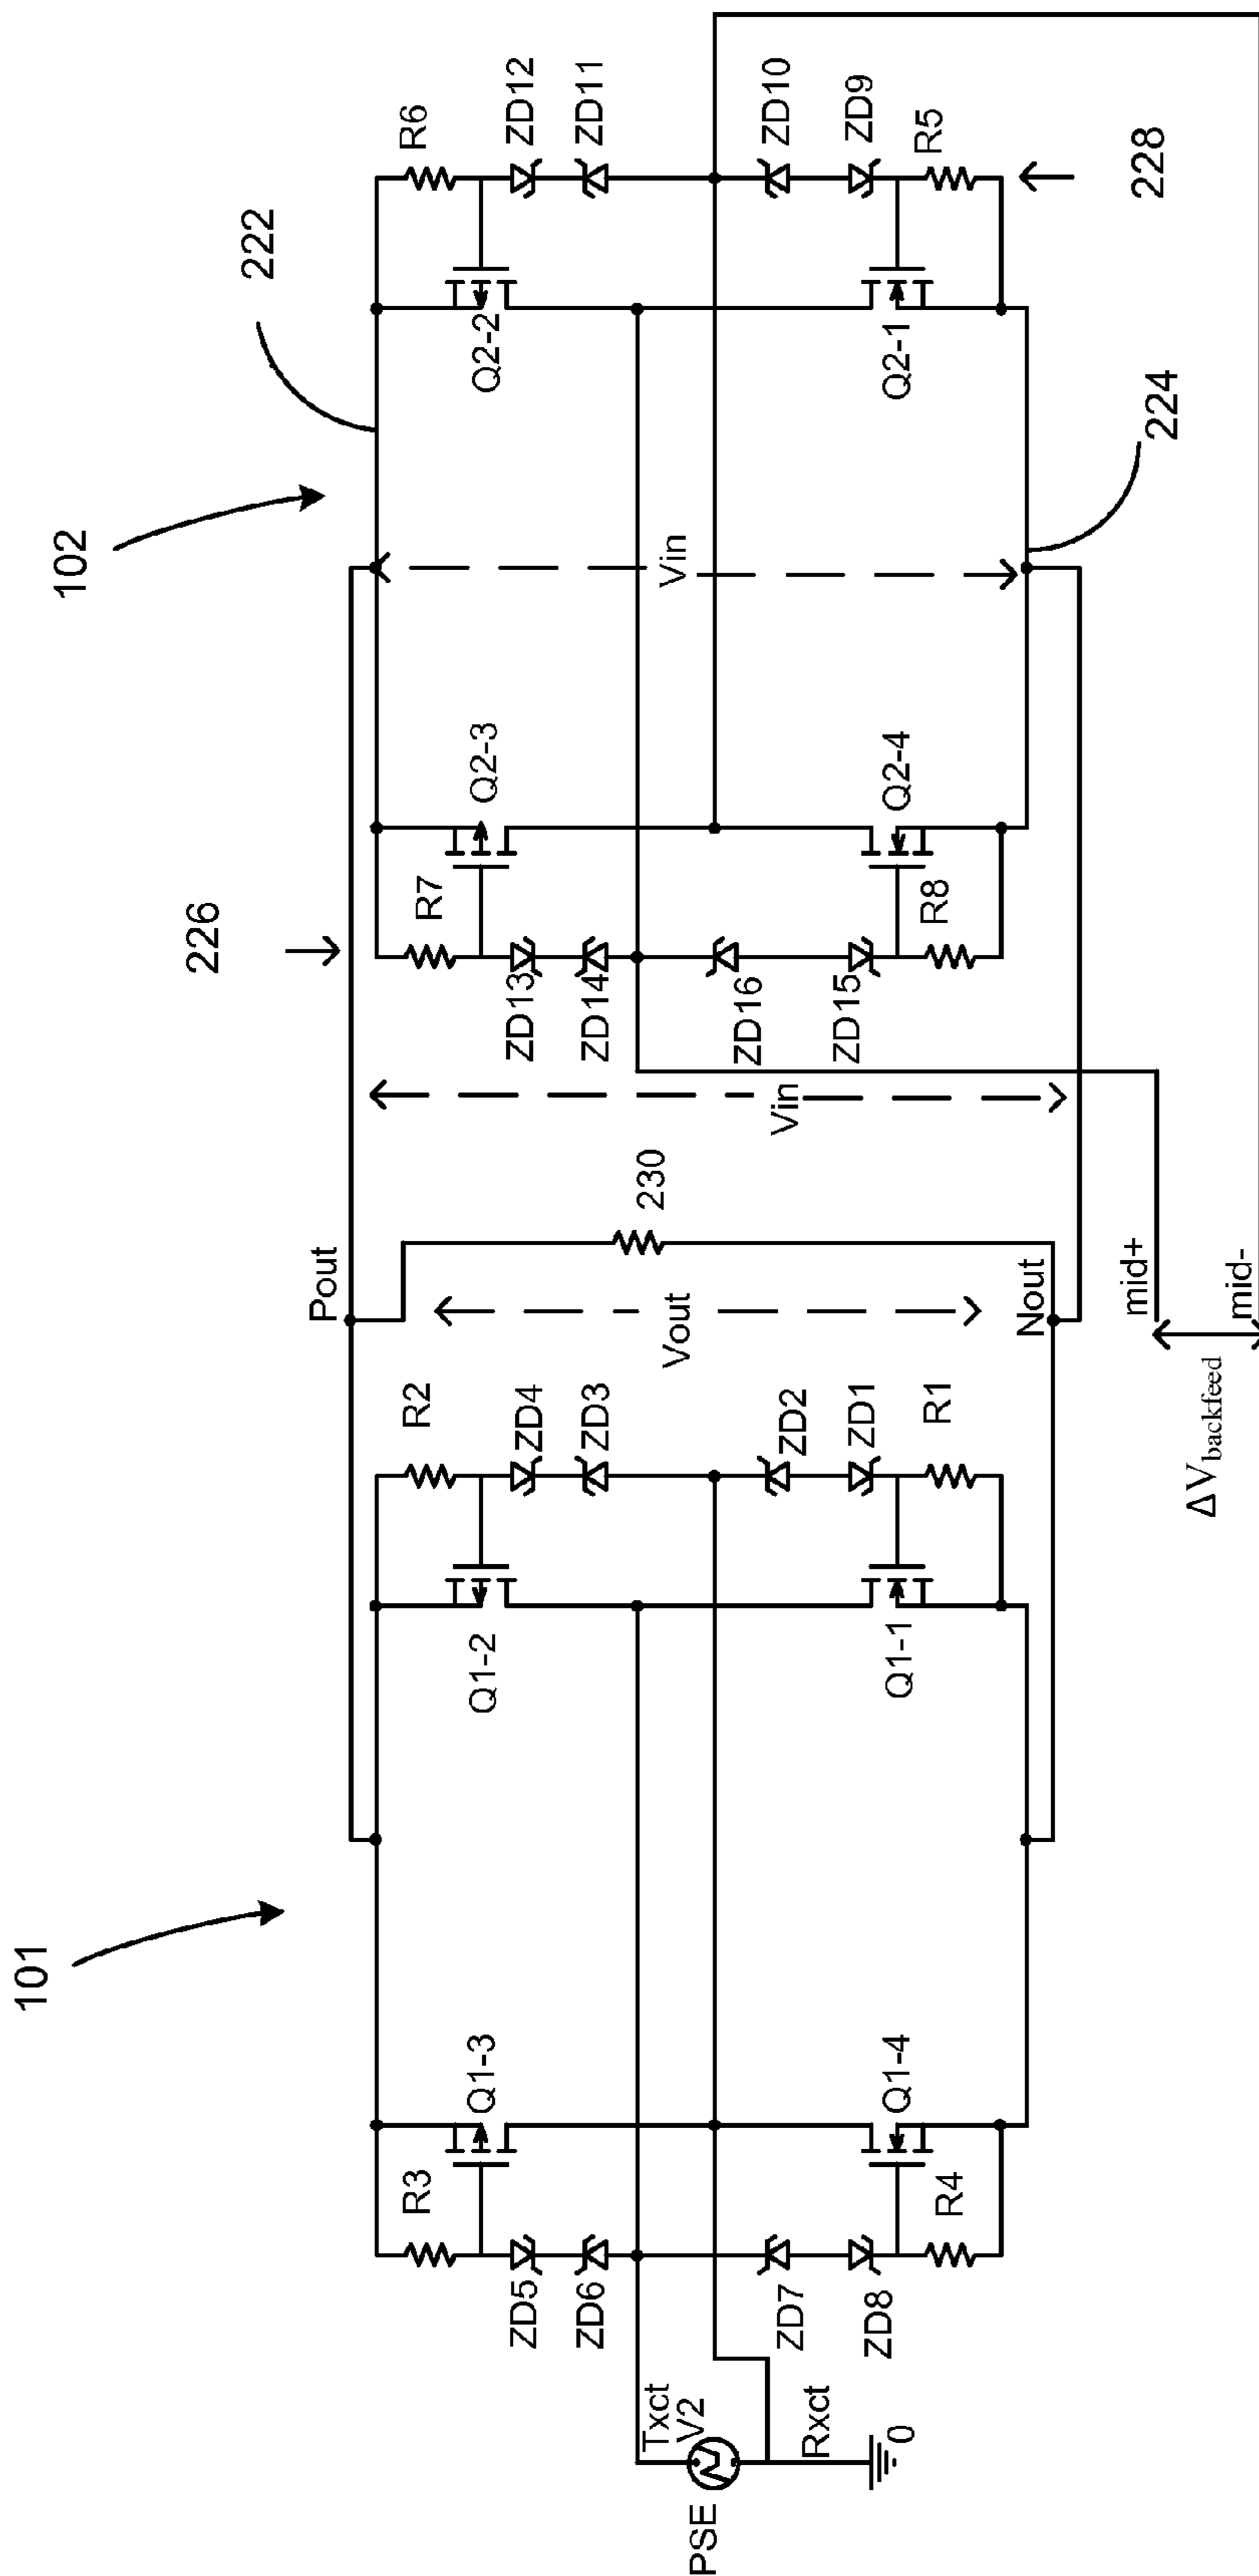 101
102
222
226
228
224
R3
Q1-3
ZD5
ZD6
Q1-2
R2
ZD4
ZD3
Txct
V2
PSE
Rxct
0
ZD7
ZD8
Q1-4
R4
Q1-1
ZD2
ZD1
R1
Pout
Vout
230
Nout
Vin
R7
Q2-3
ZD13
ZD14
ZD16
ZD15
Q2-4
R8
Vin
Q2-2
R6
ZD12
ZD11
ZD10
ZD9
Q2-1
R5
mid+
mid-
ΔVbackfeed